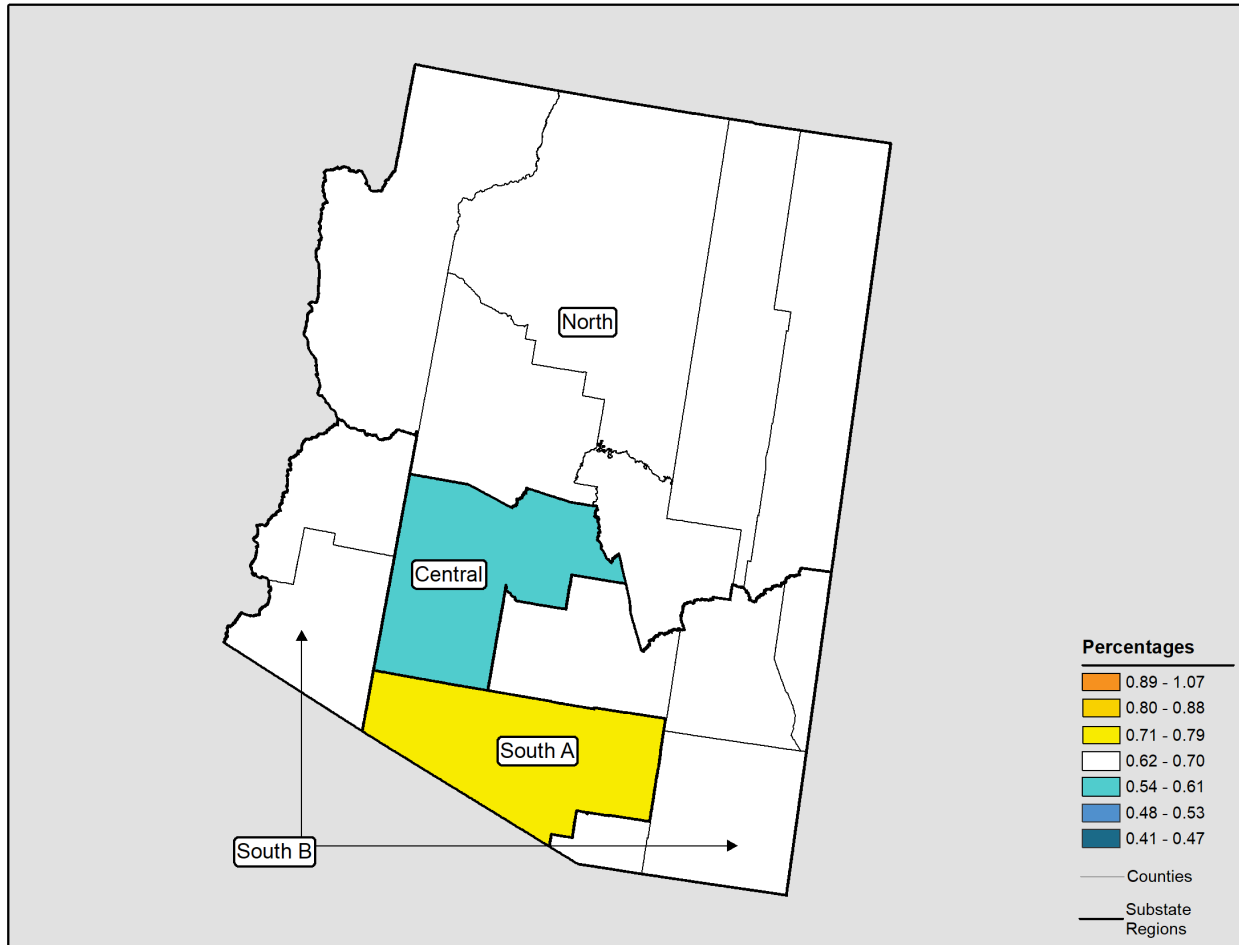 North
Central
South A
South B
Percentages
0.89 - 1.07
0.80 - 0.88
0.71 - 0.79
0.62 - 0.70
0.54 - 0.61
0.48 - 0.53
0.41 - 0.47
Counties
Substate
Regions